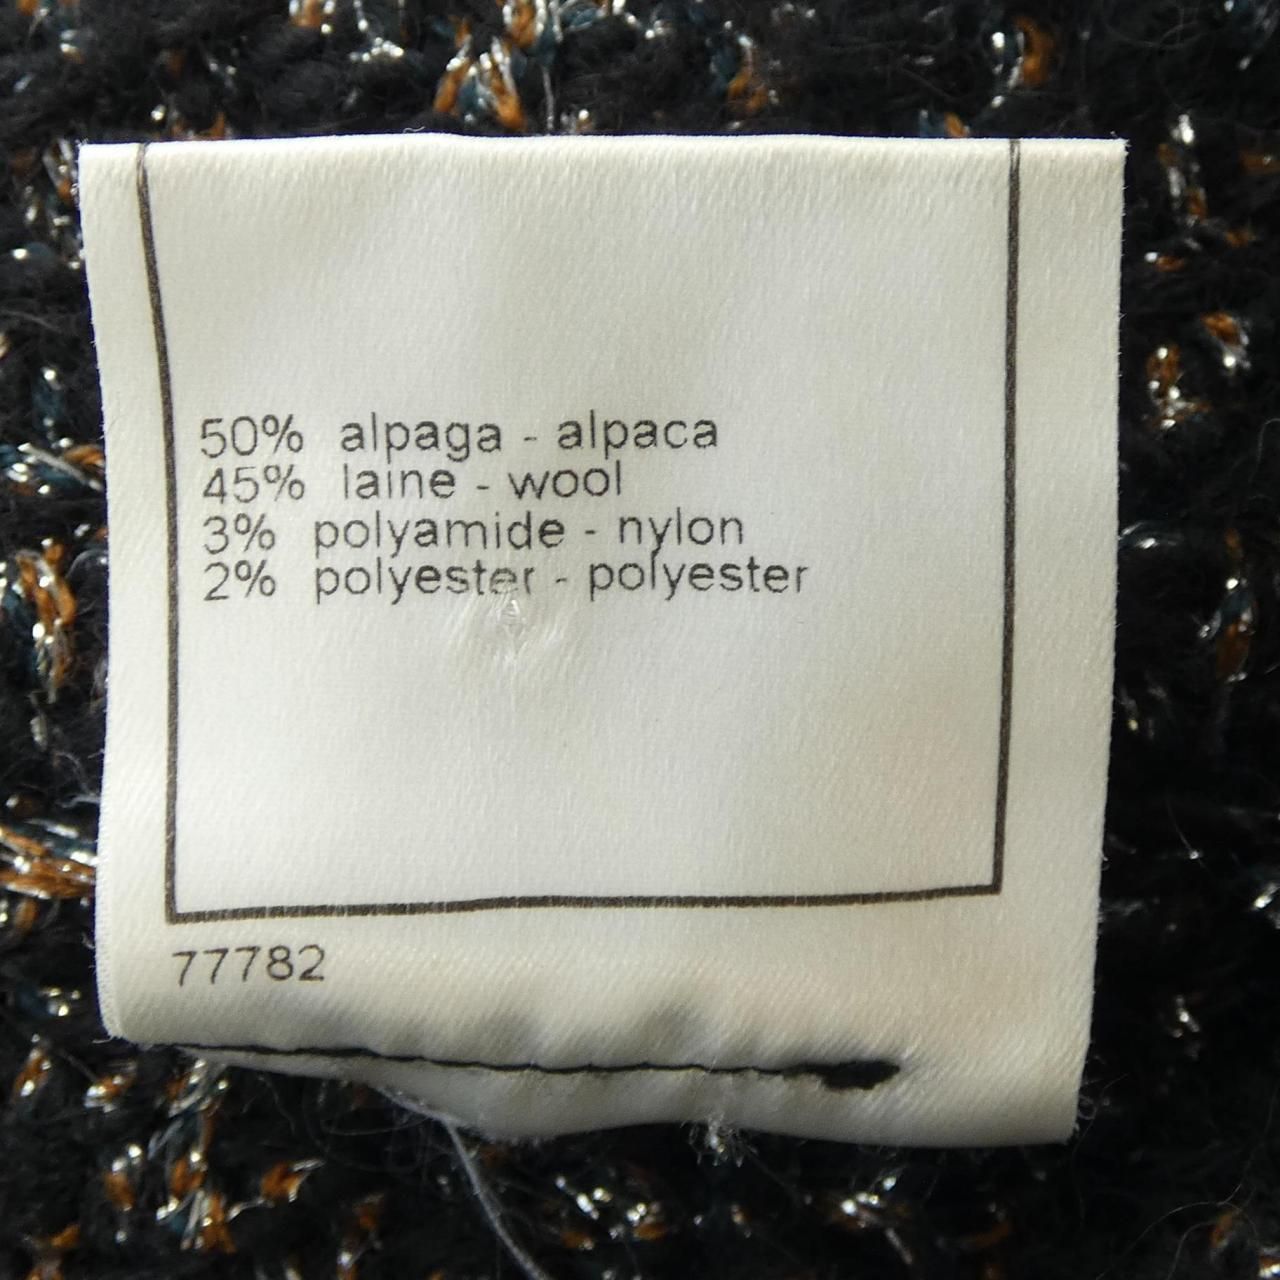 50% alpaga - alpaca
45% laine - wool
3% polyamide - nylon
2% polyester - polyester
77782